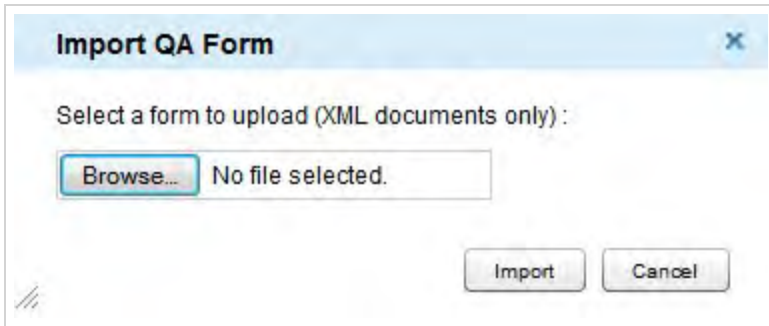 Import QA Form
Select a form to upload (XML documents only) :
Browse... No file selected.
Import Cancel